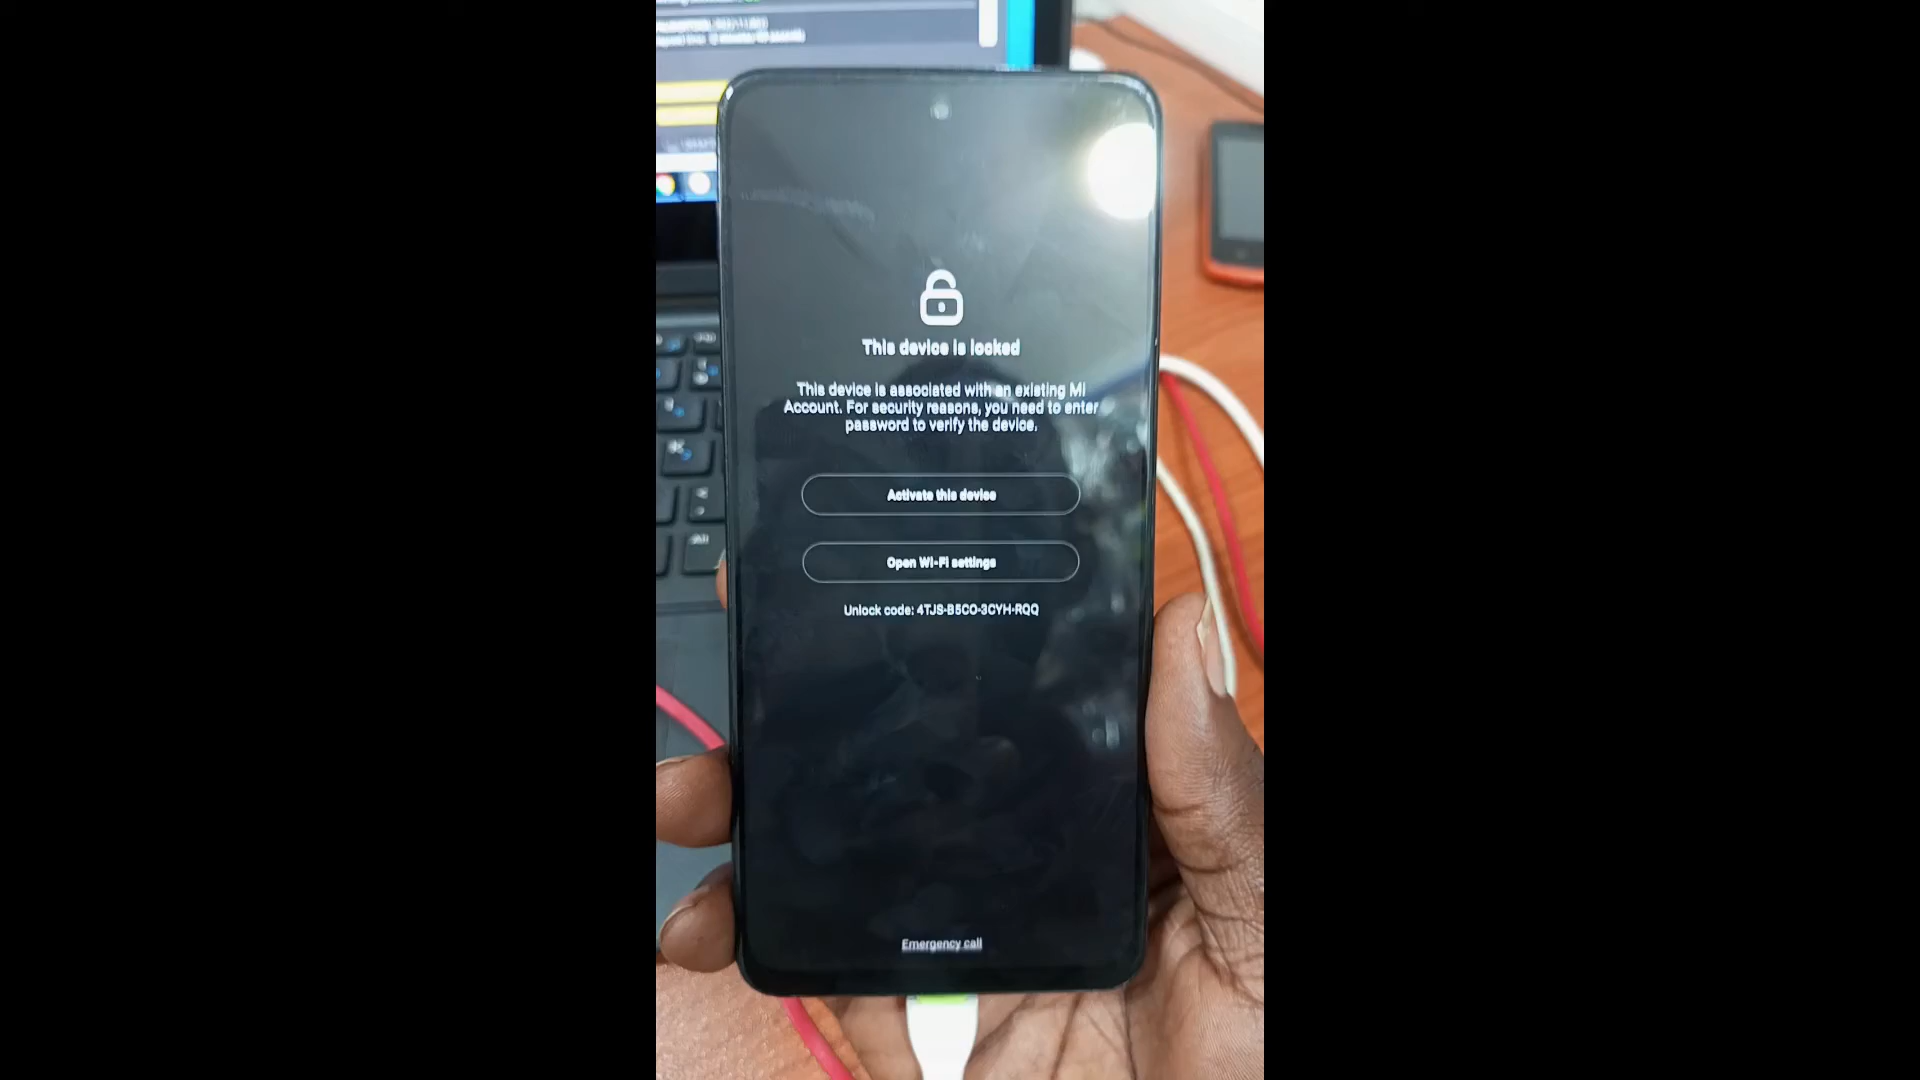 This device is locked
This device is associated with an existing Mi
Account. For security reasons, you need to enter
password to verify the device.
Activate this device
Open Wi-Fi settings
Unlock code: 4TJS-B5CO-3CYH-RQQ
Emergency call